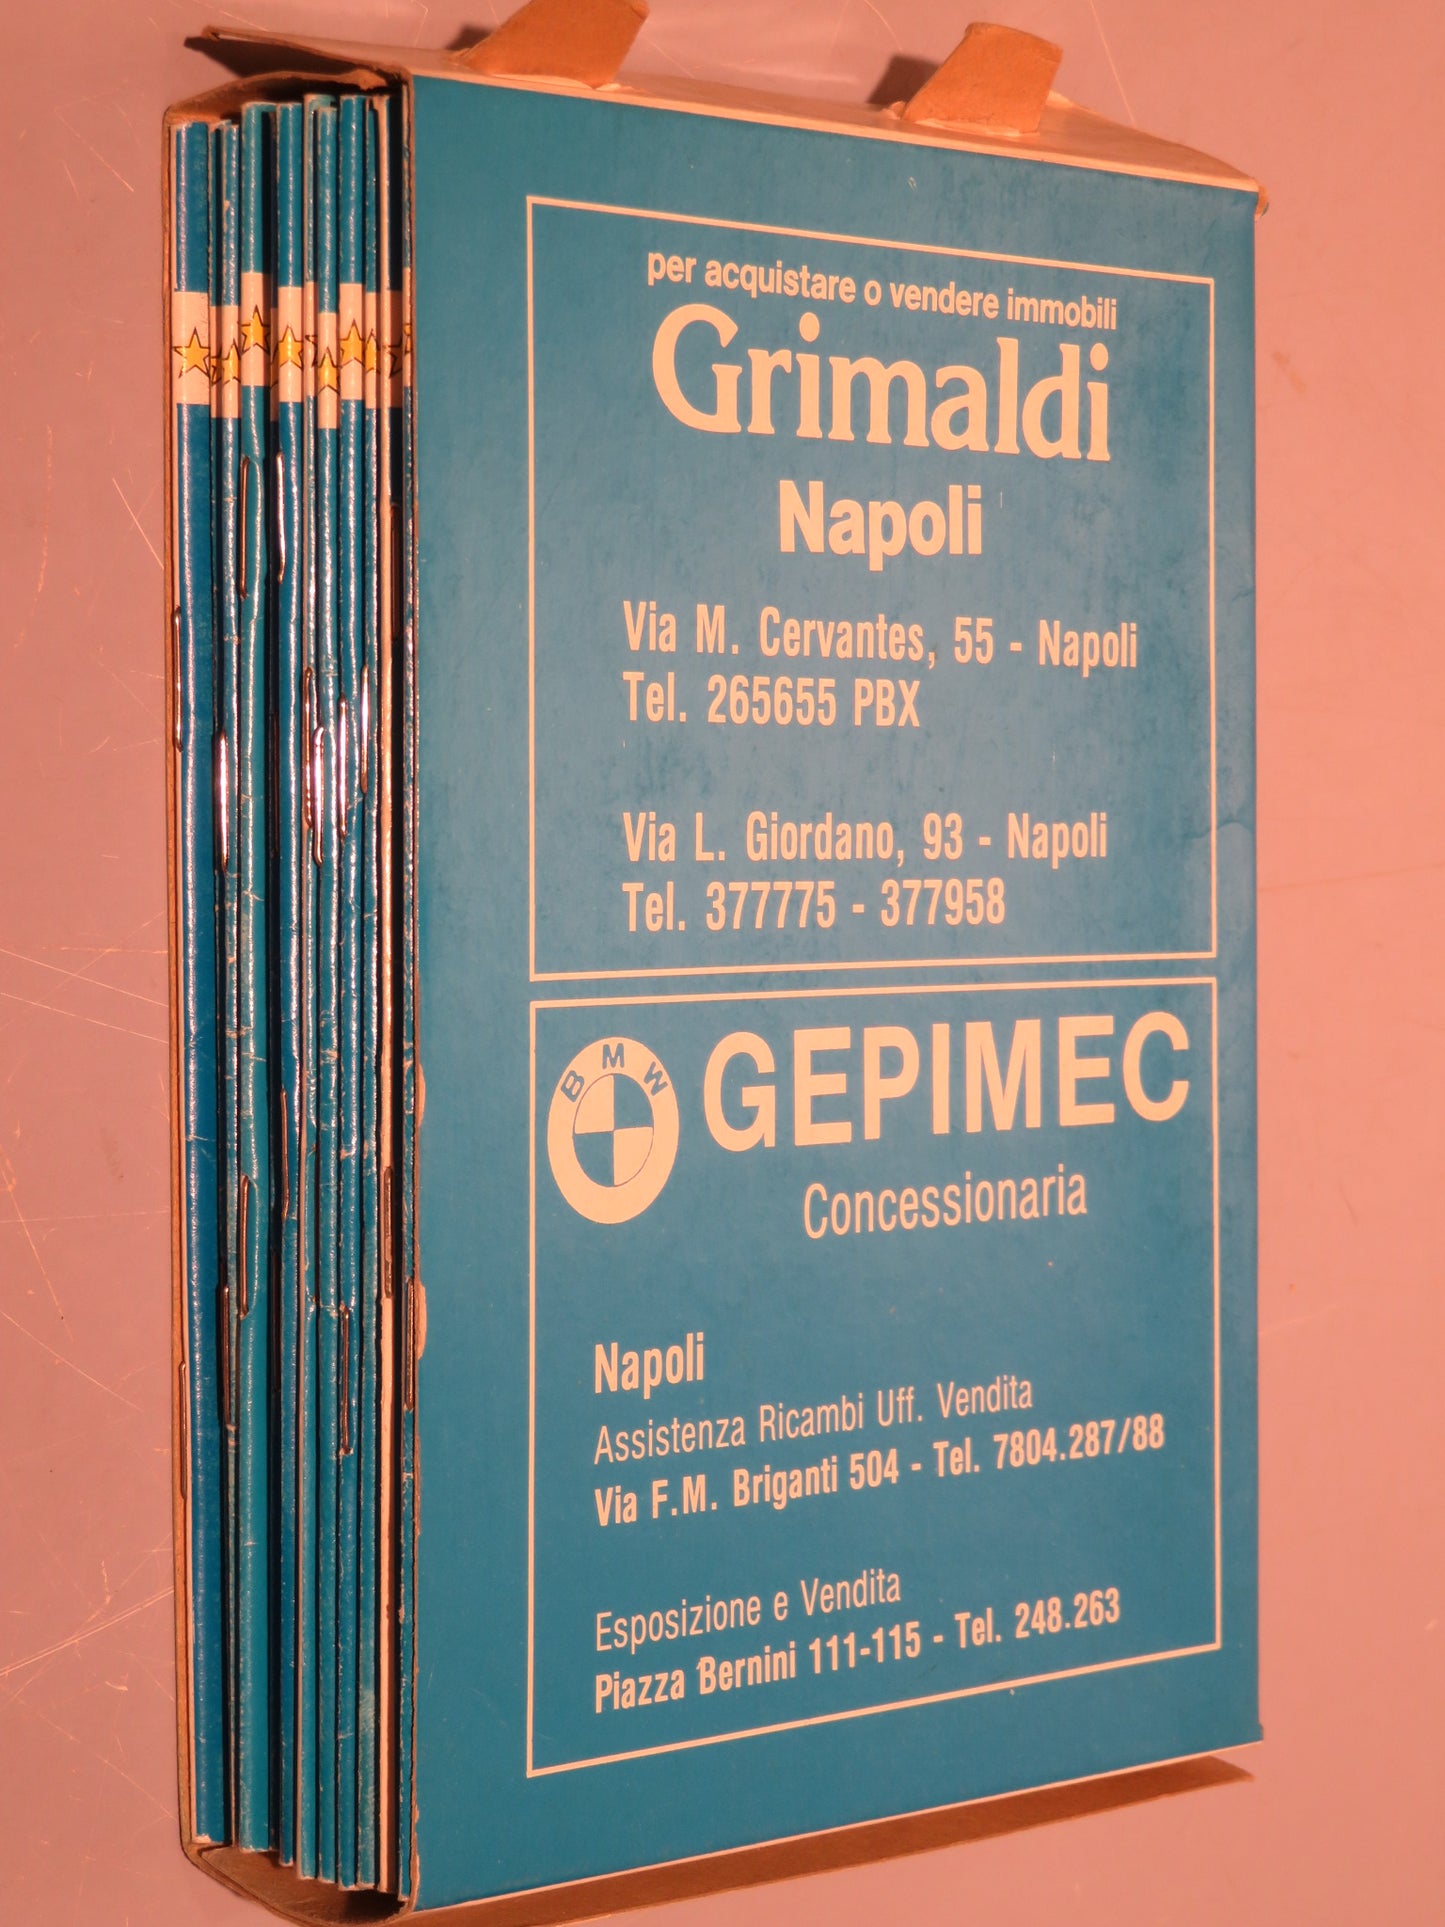 per acquistare o vendere immobili
Grimaldi
Napoli
Via M. Cervantes, 55 - Napoli
Tel. 265655 PBX
Via L. Giordano, 93 - Napoli
Tel. 377775 - 377958
BMW
GEPIMEC
Concessionaria
Napoli
Assistenza Ricambi Uff. Vendita
Via F.M. Briganti 504 - Tel. 7804.287/88
Esposizione e Vendita
Piazza Bernini 111-115 - Tel. 248.263